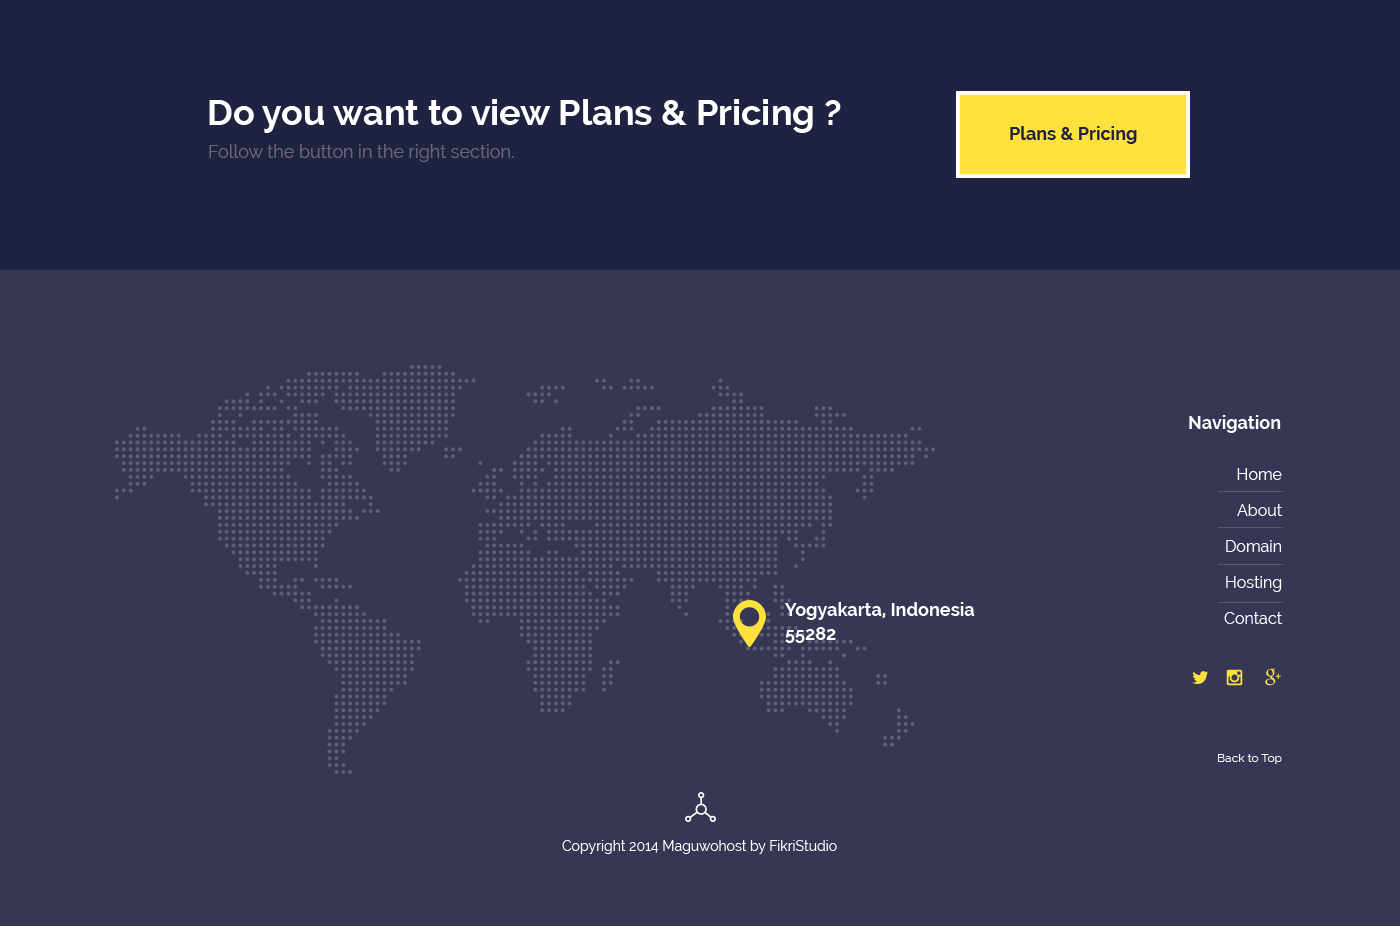 Do you want to view Plans & Pricing ?
Follow the button in the right section.
Plans & Pricing
Yogyakarta, Indonesia
55282
Navigation
Home
About
Domain
Hosting
Contact
Back to Top
Copyright 2014 Maguwohost by FikriStudio